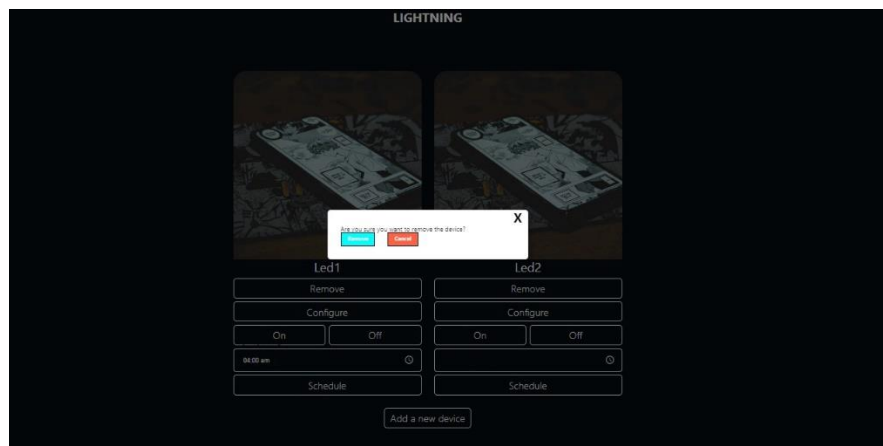 LIGHTNING
X
Are you sure you want to remove the device?
Remove Cancel
Led1 Led2
Remove Remove
Configure Configure
On Off On Off
04:00 am
Schedule Schedule
Add a new device